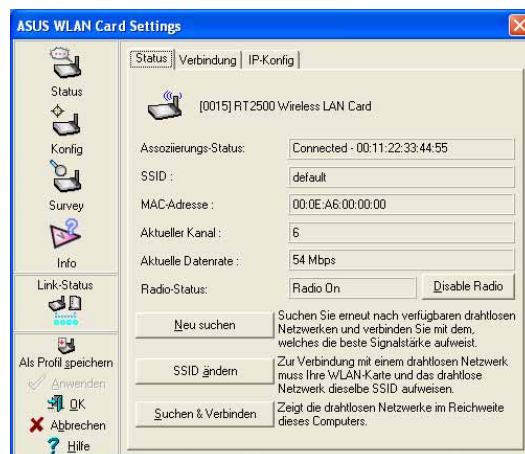 ASUS WLAN Card Settings
Status
Konfig
Survey
Info
Link-Status
Als Profil speichern
Anwenden
OK
Abbrechen
Hilfe
Status Verbindung IP-Konfig
[0015] RT2500 Wireless LAN Card
Assoziierungs-Status: Connected - 00:11:22:33:44:55
SSID : default
MAC-Adresse : 00:0E:A6:00:00:00
Aktueller Kanal : 6
Aktuelle Datenrate : 54 Mbps
Radio-Status: Radio On Disable Radio
Neu suchen
Suchen Sie erneut nach verfügbaren drahtlosen
Netzwerken und verbinden Sie mit dem,
welches die beste Signalstärke aufweist.
SSID ändern
Zur Verbindung mit einem drahtlosen Netzwerk
muss Ihre WLAN-Karte und das drahtlose
Netzwerk dieselbe SSID aufweisen.
Suchen & Verbinden
Zeigt die drahtlosen Netzwerke im Reichweite
dieses Computers.